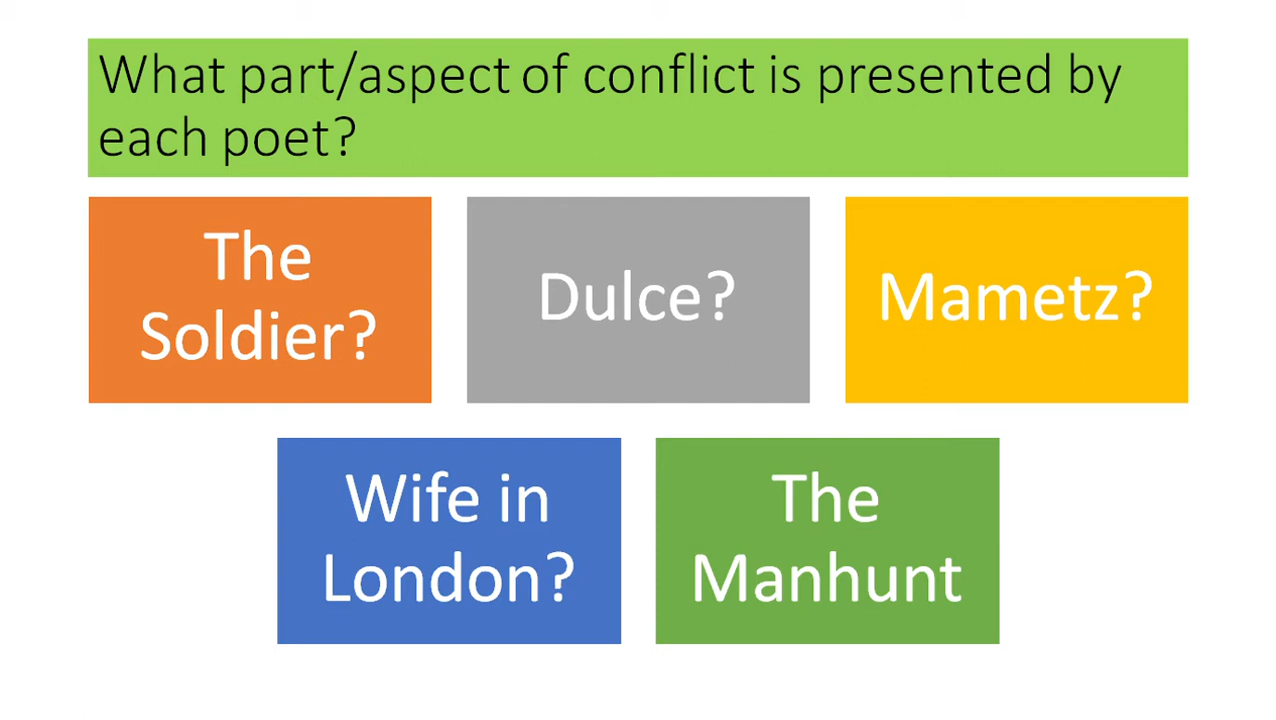 What part/aspect of conflict is presented by
each poet?
The
Soldier?
Dulce?
Mametz?
Wife in
London?
The
Manhunt